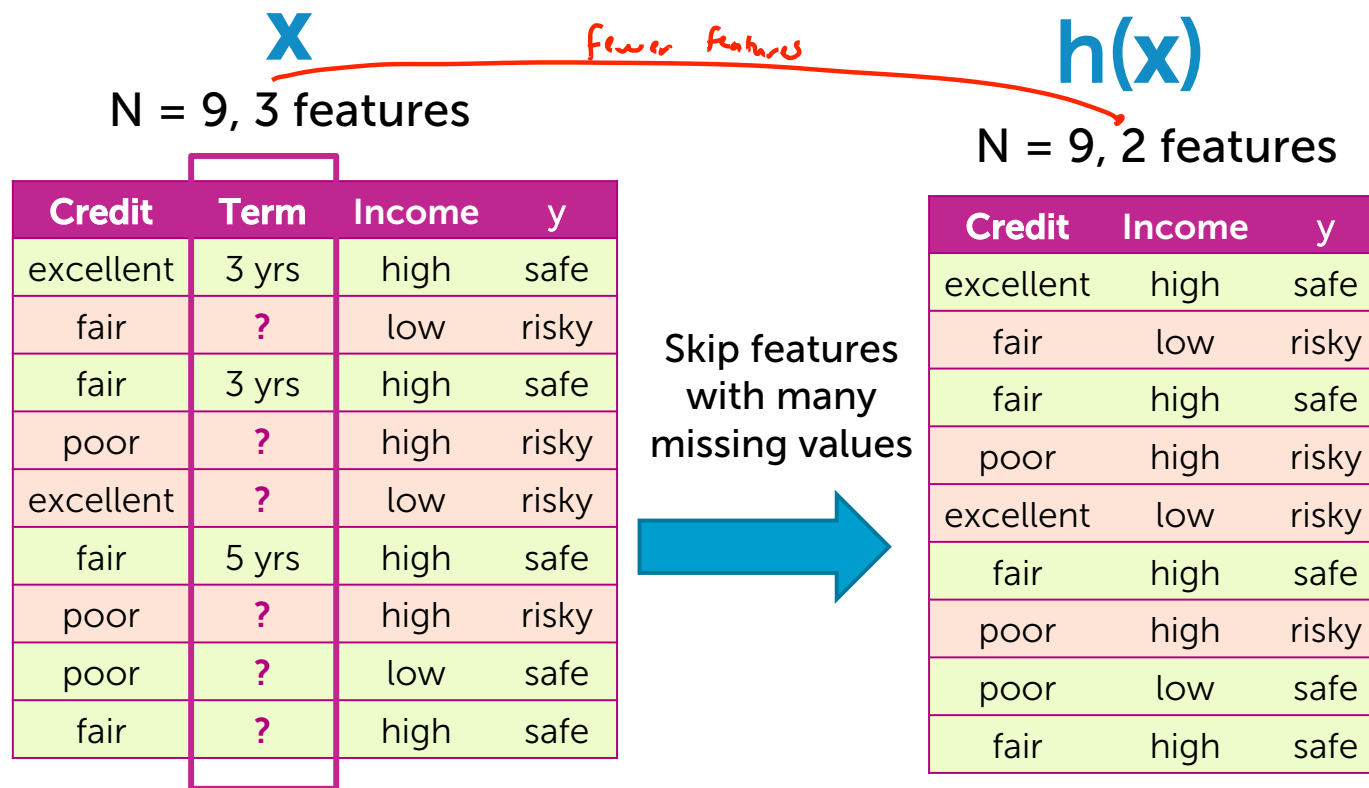 x
fewer features
h(x)
N = 9, 3 features
N = 9, 2 features
Credit Term Income y
excellent 3 yrs high safe
fair ? low risky
fair 3 yrs high safe
poor ? high risky
excellent ? low risky
fair 5 yrs high safe
poor ? high risky
poor ? low safe
fair ? high safe
Skip features
with many
missing values
Credit Income y
excellent high safe
fair low risky
fair high safe
poor high risky
excellent low risky
fair high safe
poor high risky
poor low safe
fair high safe